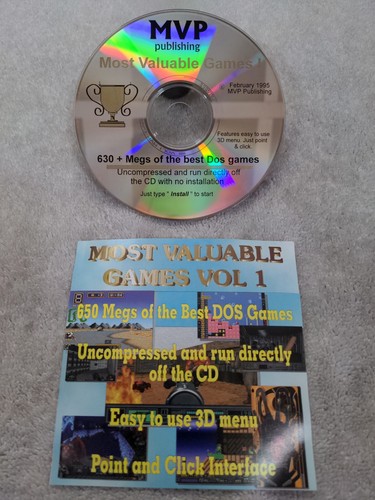 MVP
publishing
Most Valuable Games
© February 1995
MVP Publishing
Features easy to use
3D menu. Just point
& click.
630 + Megs of the best Dos games
Uncompressed and run directly off
the CD with no installation
Just type " Install " to start
MOST VALUABLE
GAMES VOL 1
650 Megs of the Best DOS Games
Uncompressed and run directly
off the CD
Easy to use 3D menu
Point and Click Interface